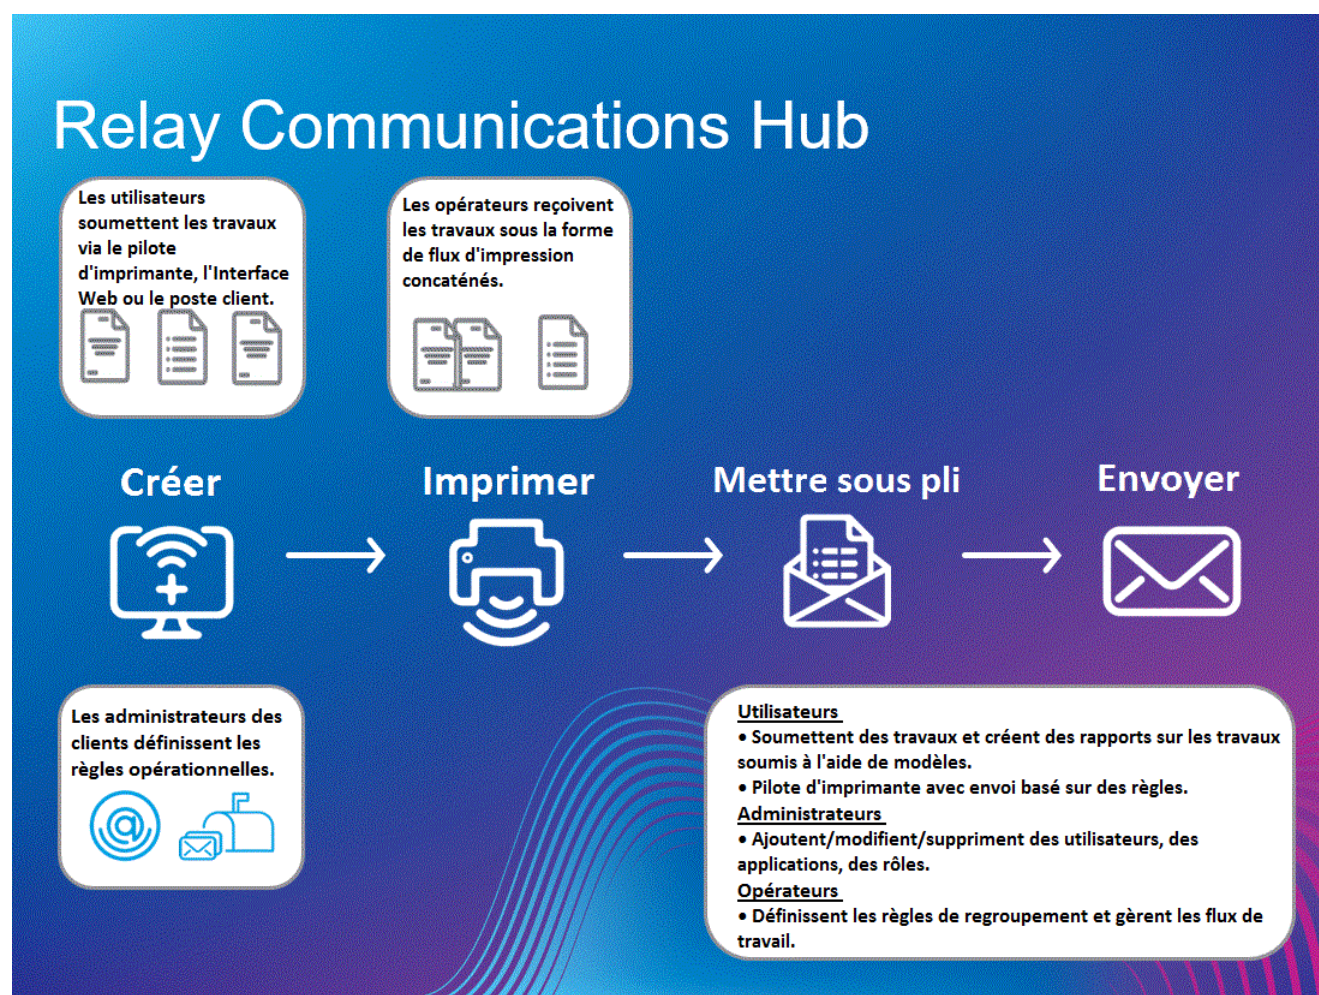 Relay Communications Hub
Les utilisateurs
soumettent les travaux
via le pilote
d'imprimante, l'Interface
Web ou le poste client.
Les opérateurs reçoivent
les travaux sous la forme
de flux d'impression
concaténés.
Créer
Imprimer
Mettre sous pli
Envoyer
Les administrateurs des
clients définissent les
règles opérationnelles.
@
Utilisateurs
• Soumettent des travaux et créent des rapports sur les travaux
soumis à l'aide de modèles.
• Pilote d'imprimante avec envoi basé sur des règles.
Administrateurs
• Ajoutent/modifient/suppriment des utilisateurs, des
applications, des rôles.
Opérateurs
• Définissent les règles de regroupement et gèrent les flux de
travail.